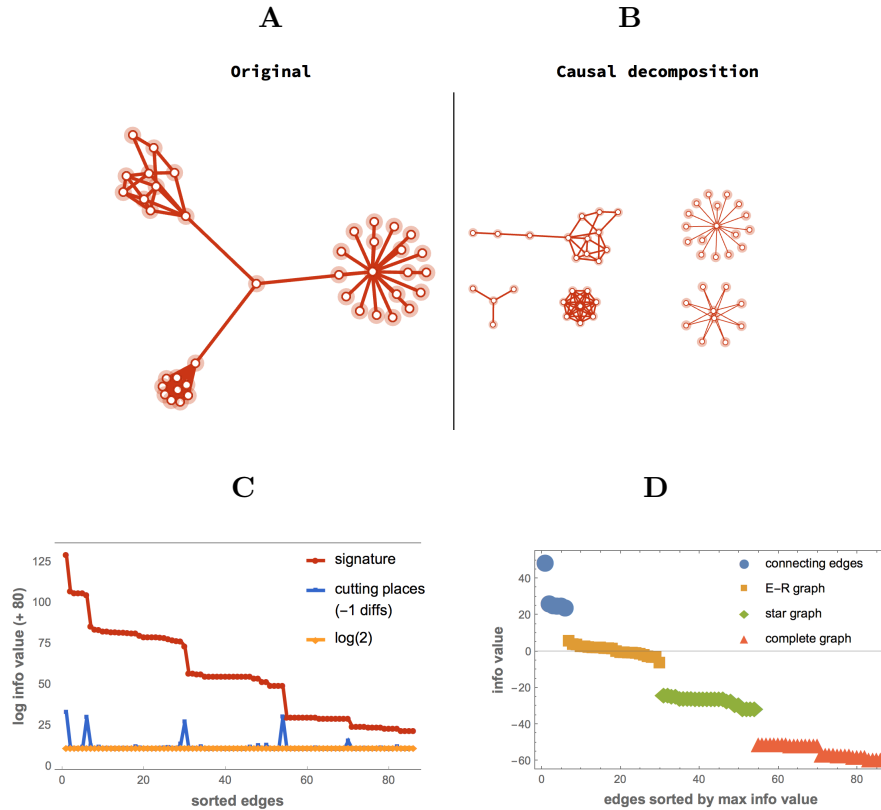 A
B
Original
Causal decomposition
C
D
log info value (+ 80)
125
100
75
50
25
0
0
20
40
60
80
sorted edges
signature
cutting places
(−1 diffs)
log(2)
info value
40
20
0
−20
−40
−60
0
20
40
60
80
edges sorted by max info value
connecting edges
E−R graph
star graph
complete graph